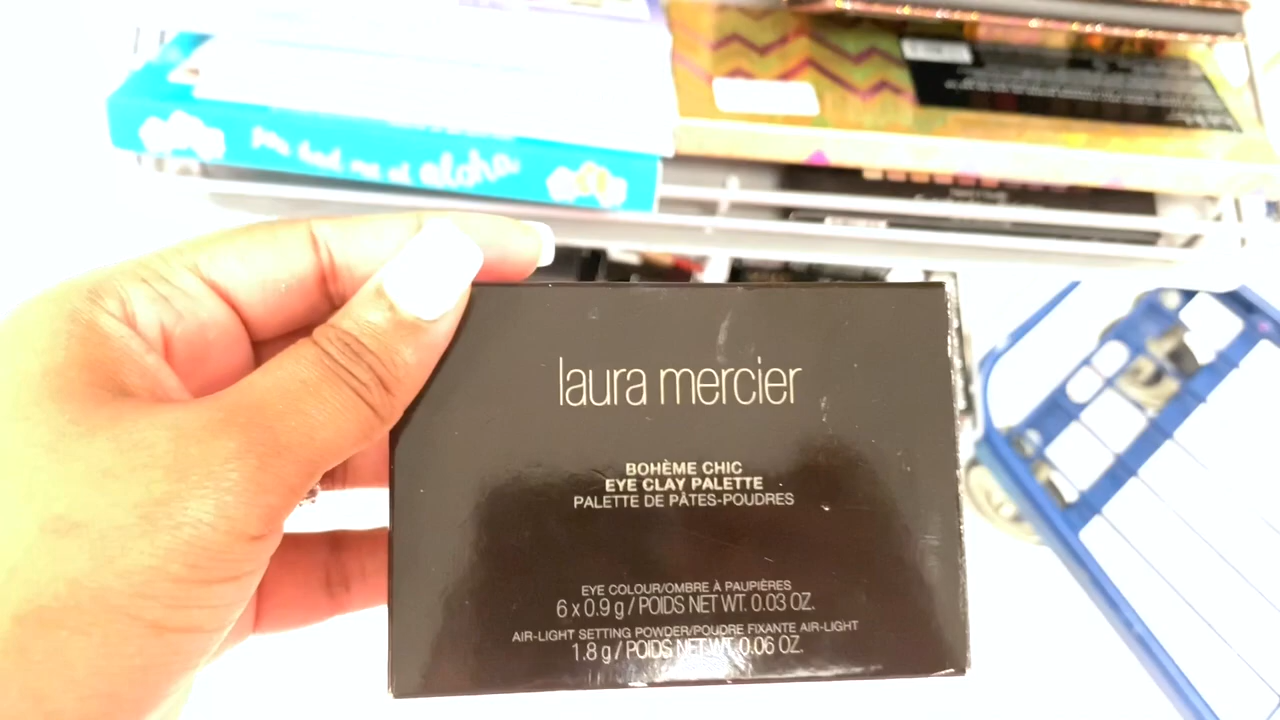 You had me at aloha
laura mercier
BOHÈME CHIC
EYE CLAY PALETTE
PALETTE DE PÂTES-POUDRES
EYE COLOUR/OMBRE À PAUPIÈRES
6 x 0.9 g / POIDS NET WT. 0.03 OZ.
AIR-LIGHT SETTING POWDER/POUDRE FIXANTE AIR-LIGHT
1.8 g / POIDS NET WT. 0.06 OZ.